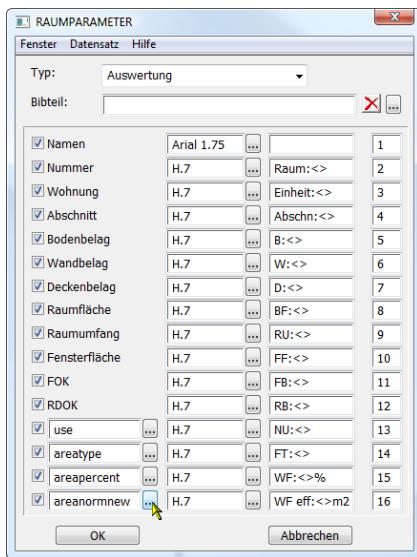 RAUMPARAMETER
Fenster Datensatz Hilfe
Typ: Auswertung
Bibteil: ...
Namen Arial 1.75 ... 1
Nummer H.7 ... Raum:<> 2
Wohnung H.7 ... Einheit:<> 3
Abschnitt H.7 ... Abschn:<> 4
Bodenbelag H.7 ... B:<> 5
Wandbelag H.7 ... W:<> 6
Deckenbelag H.7 ... D:<> 7
Raumfläche H.7 ... BF:<> 8
Raumumfang H.7 ... RU:<> 9
Fensterfläche H.7 ... FF:<> 10
FOK H.7 ... FB:<> 11
RDOK H.7 ... RB:<> 12
use ... H.7 ... NU:<> 13
areatype ... H.7 ... FT:<> 14
areapercent ... H.7 ... WF:<>% 15
areanormnew ... H.7 ... WF eff:<>m2 16
OK Abbrechen